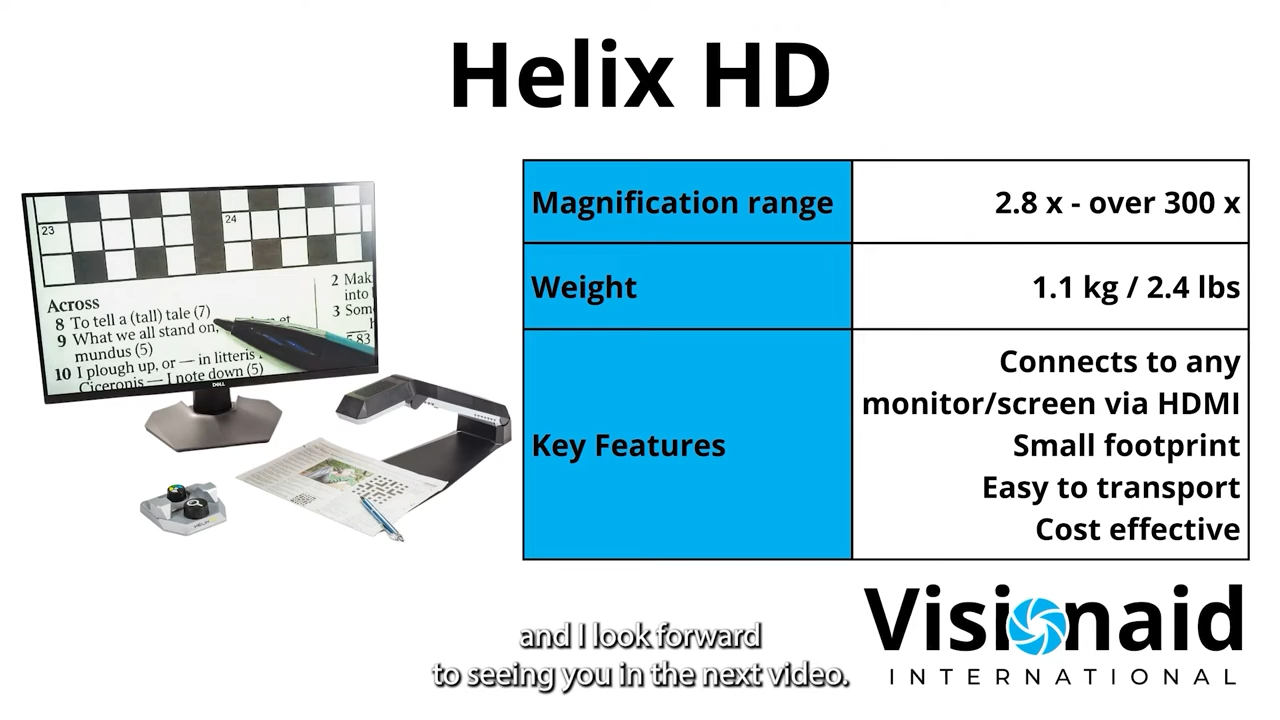 Helix HD
Magnification range
2.8 x - over 300 x
Weight
1.1 kg / 2.4 lbs
Key Features
Connects to any
monitor/screen via HDMI
Small footprint
Easy to transport
Cost effective
23
24
Across
8 To tell a (tall) tale (7)
9 What we all stand on,
et
mundus (5)
10 I plough up, or — in litteris
Ciceronis — I note down (5)
2 Mak
into
3 Som
h
5.83
DELL
Visionaid
INTERNATIONAL
and I look forward
to seeing you in the next video.